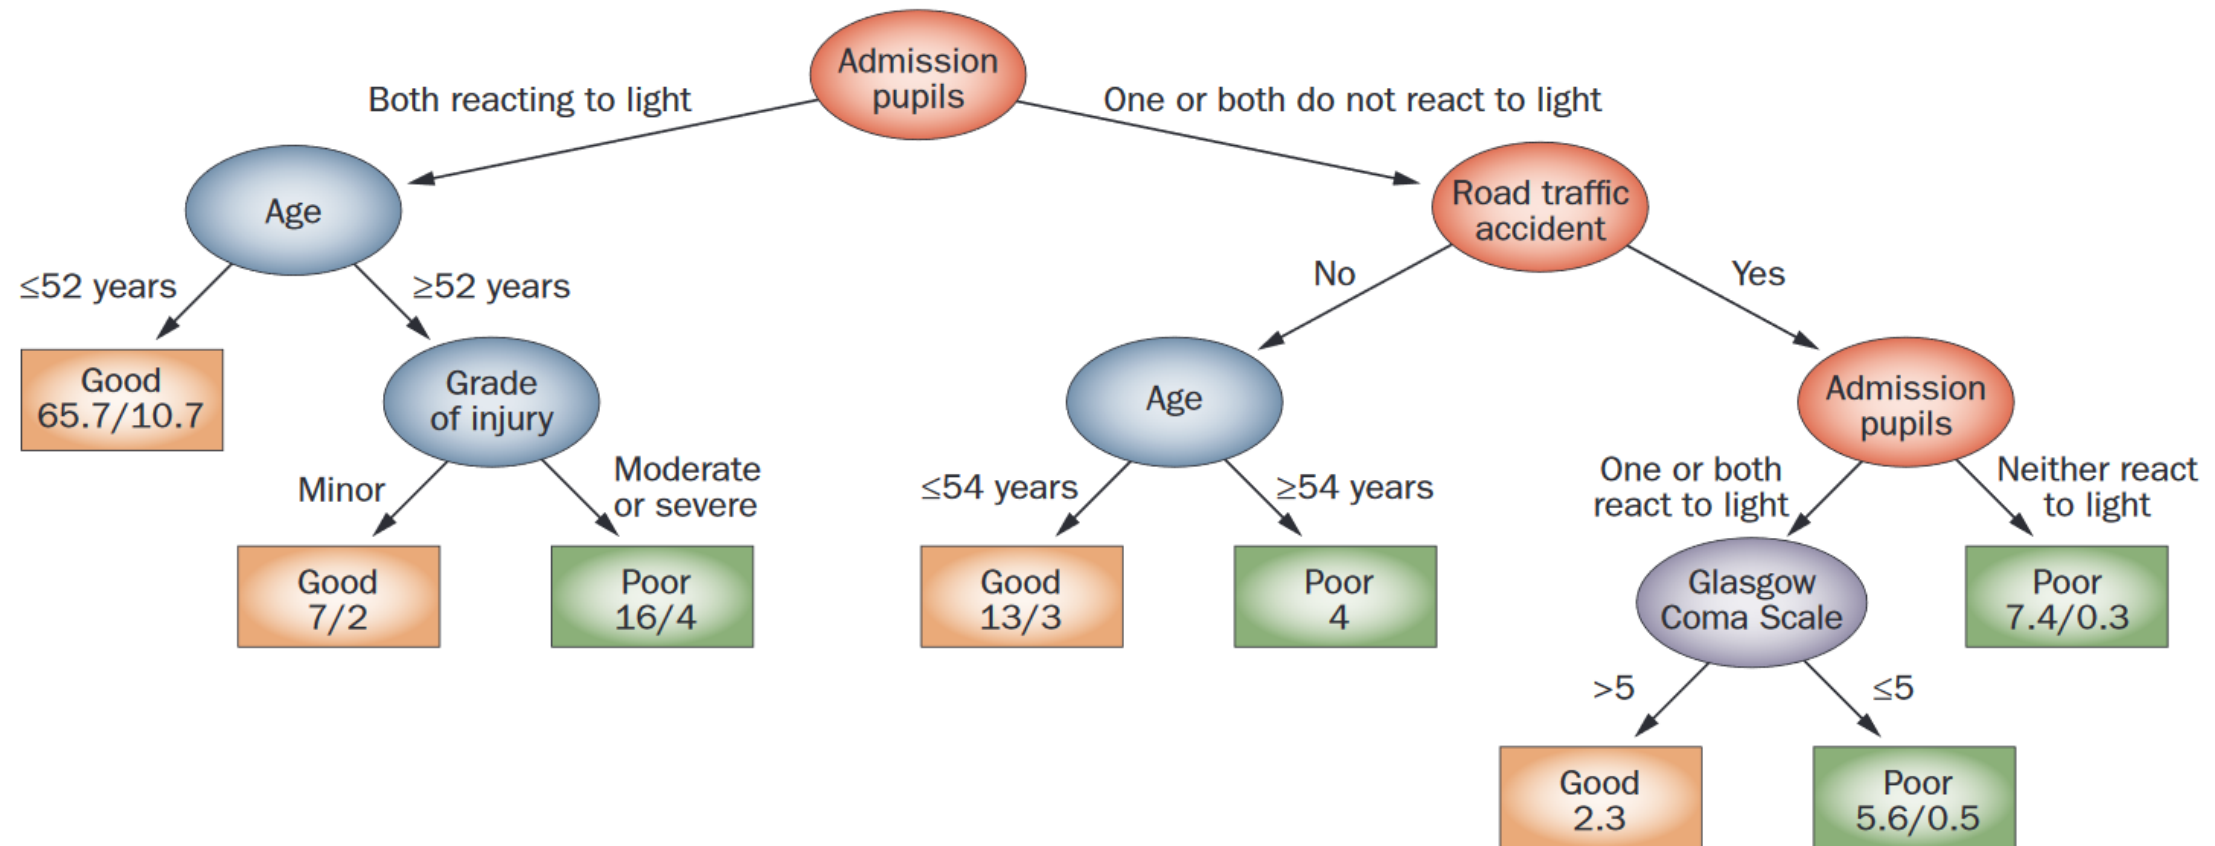 Admission
pupils
Both reacting to light
One or both do not react to light
Age
Road traffic
accident
≤52 years
≥52 years
No
Yes
Good
65.7/10.7
Grade
of injury
Age
Admission
pupils
Minor
Moderate
or severe
≤54 years
≥54 years
One or both
react to light
Neither react
to light
Good
7/2
Poor
16/4
Good
13/3
Poor
4
Glasgow
Coma Scale
Poor
7.4/0.3
>5
≤5
Good
2.3
Poor
5.6/0.5